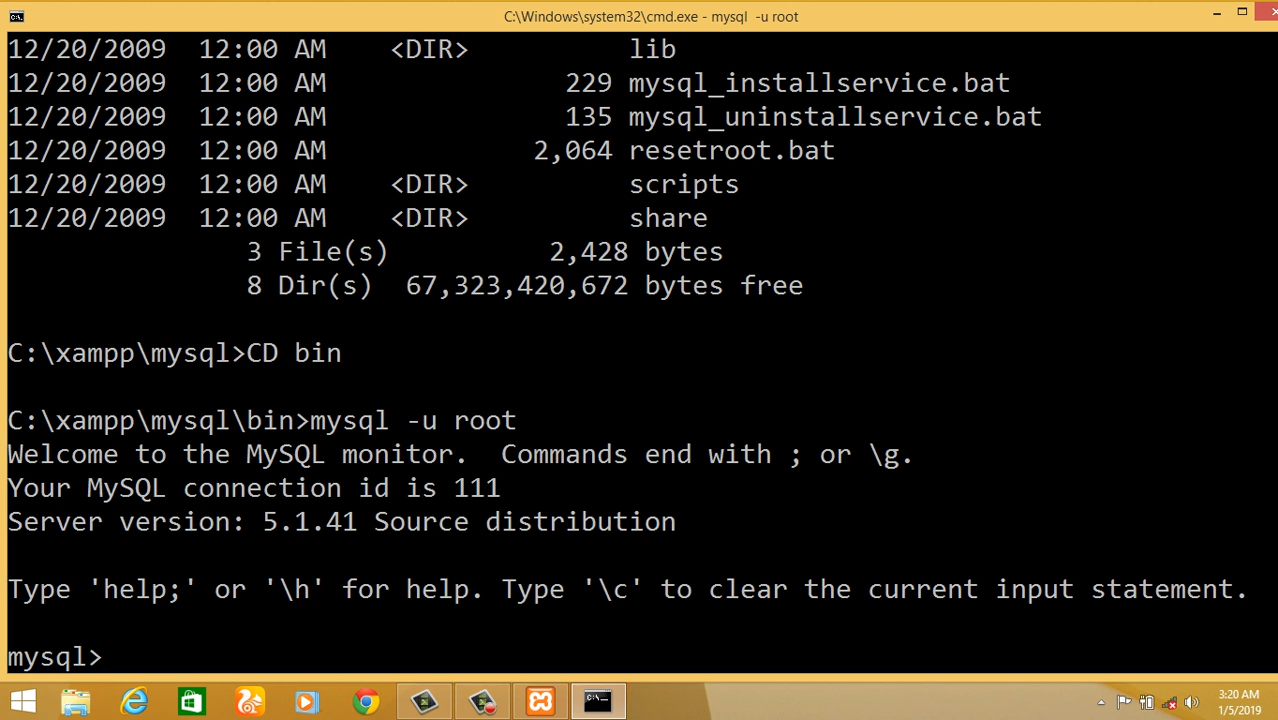 C:\Windows\system32\cmd.exe - mysql  -u root
12/20/2009  12:00 AM    <DIR>          lib
12/20/2009  12:00 AM               229 mysql_installservice.bat
12/20/2009  12:00 AM               135 mysql_uninstallservice.bat
12/20/2009  12:00 AM             2,064 resetroot.bat
12/20/2009  12:00 AM    <DIR>          scripts
12/20/2009  12:00 AM    <DIR>          share
               3 File(s)          2,428 bytes
               8 Dir(s)  67,323,420,672 bytes free
C:\xampp\mysql>CD bin
C:\xampp\mysql\bin>mysql -u root
Welcome to the MySQL monitor.  Commands end with ; or \g.
Your MySQL connection id is 111
Server version: 5.1.41 Source distribution
Type 'help;' or '\h' for help. Type '\c' to clear the current input statement.
mysql>
3:20 AM
1/5/2019